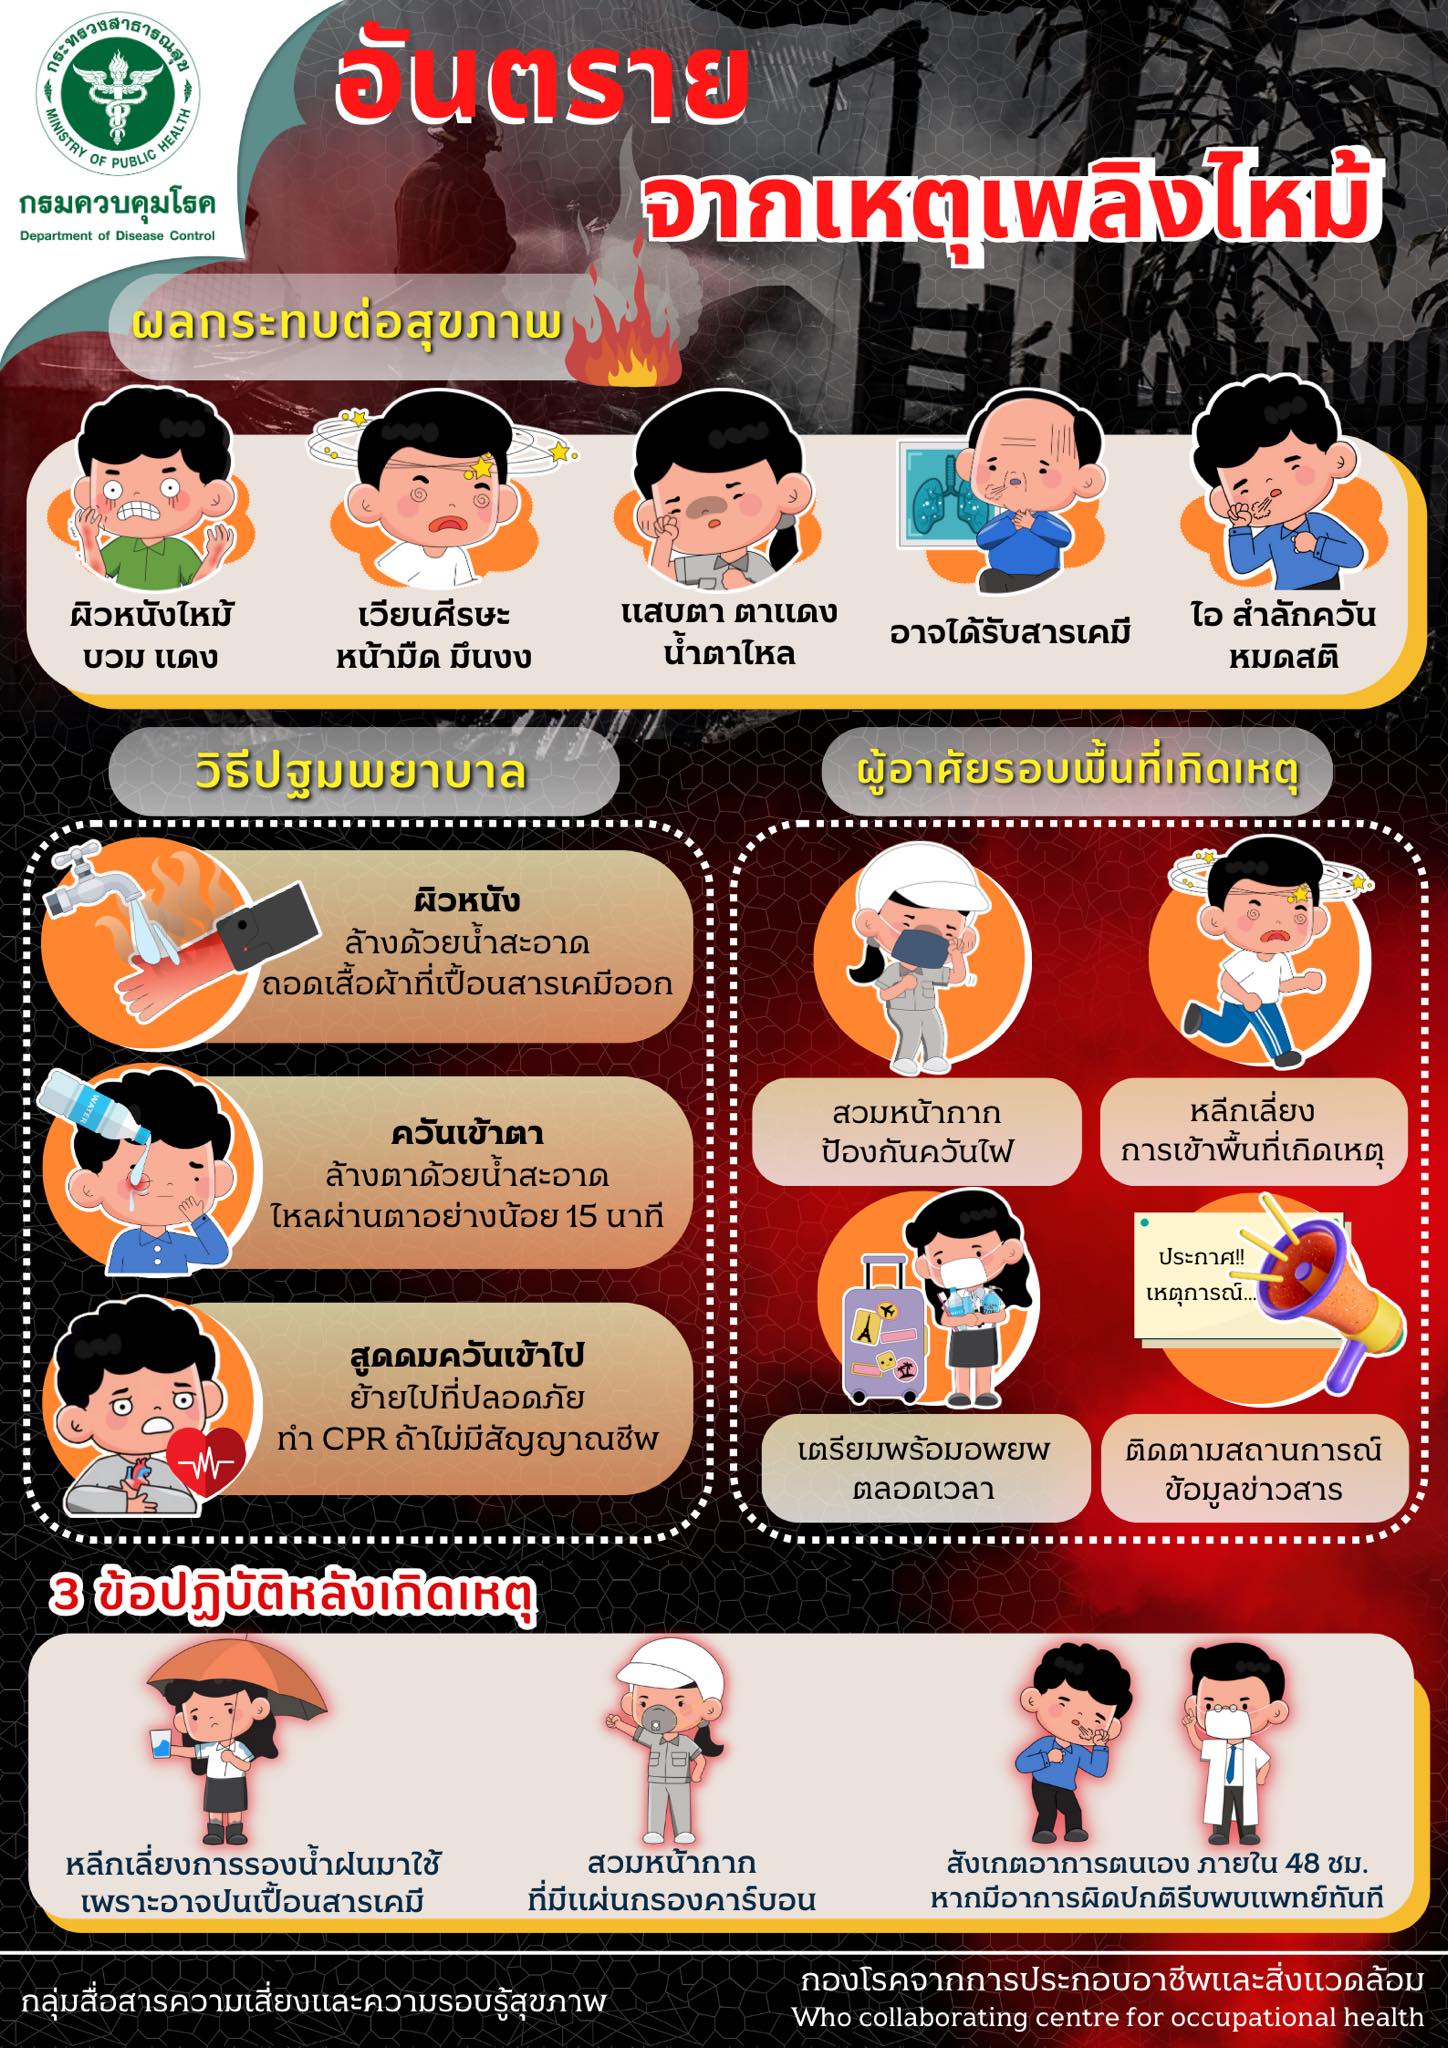 กระทรวงสาธารณสุข
MINISTRY OF PUBLIC HEALTH
กรมควบคุมโรค
Department of Disease Control
อันตราย
จากเหตุเพลิงไหม้
ผลกระทบต่อสุขภาพ
ผิวหนังไหม้
บวม แดง
เวียนศีรษะ
หน้ามืด มึนงง
แสบตา ตาแดง
น้ำตาไหล
อาจได้รับสารเคมี
ไอ สำลักควัน
หมดสติ
วิธีปฐมพยาบาล
ผิวหนัง
ล้างด้วยน้ำสะอาด
ถอดเสื้อผ้าที่เปื้อนสารเคมีออก
WATER
ควันเข้าตา
ล้างตาด้วยน้ำสะอาด
ไหลผ่านตาอย่างน้อย 15 นาที
สูดดมควันเข้าไป
ย้ายไปที่ปลอดภัย
ทำ CPR ถ้าไม่มีสัญญาณชีพ
ผู้อาศัยรอบพื้นที่เกิดเหตุ
สวมหน้ากาก
ป้องกันควันไฟ
หลีกเลี่ยง
การเข้าพื้นที่เกิดเหตุ
เตรียมพร้อมอพยพ
ตลอดเวลา
ประกาศ!!
เหตุการณ์...
ติดตามสถานการณ์
ข้อมูลข่าวสาร
3 ข้อปฏิบัติหลังเกิดเหตุ
หลีกเลี่ยงการรองน้ำฝนมาใช้
เพราะอาจปนเปื้อนสารเคมี
สวมหน้ากาก
ที่มีแผ่นกรองคาร์บอน
สังเกตอาการตนเอง ภายใน 48 ชม.
หากมีอาการผิดปกติรีบพบแพทย์ทันที
กลุ่มสื่อสารความเสี่ยงและความรอบรู้สุขภาพ
กองโรคจากการประกอบอาชีพและสิ่งแวดล้อม
Who collaborating centre for occupational health